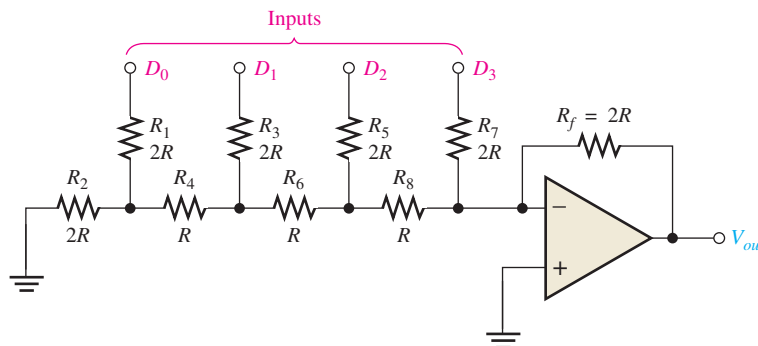 Inputs
D0 D1 D2 D3
R1 R3 R5 R7 Rf = 2R
2R 2R 2R 2R
R2 R4 R6 R8
2R R R R
−
+
Vou